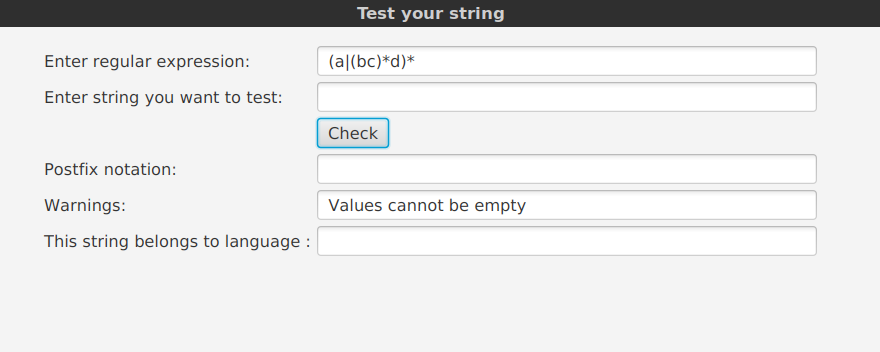 Test your string
Enter regular expression: (a|(bc)*d)*
Enter string you want to test:
Check
Postfix notation:
Warnings: Values cannot be empty
This string belongs to language :